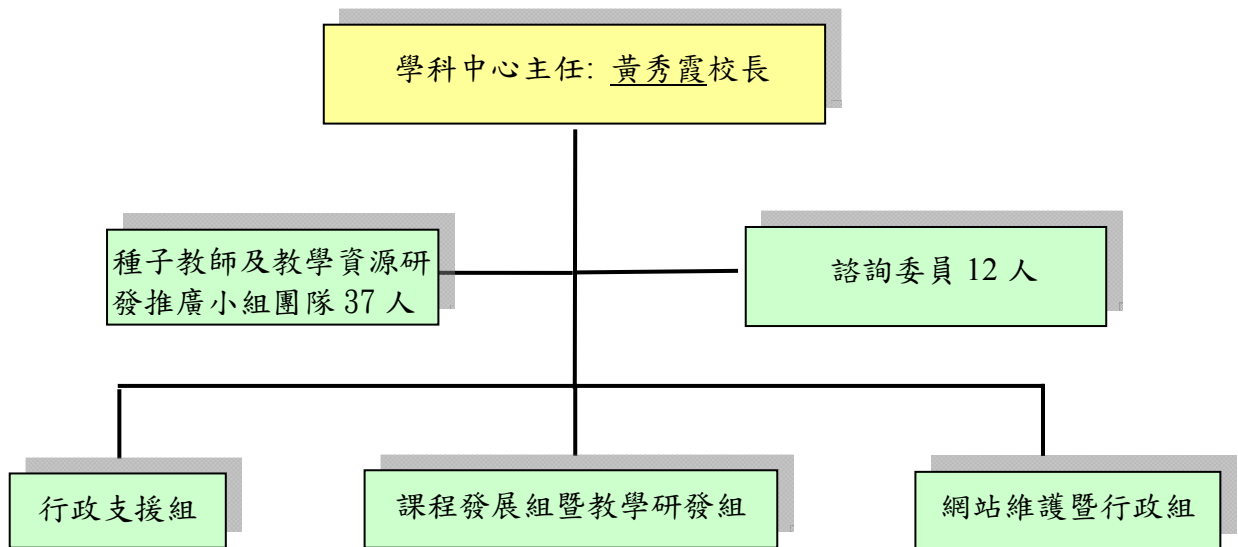 學科中心主任: 黃秀霞校長
種子教師及教學資源研
發推廣小組團隊 37 人
諮詢委員 12 人
行政支援組
課程發展組暨教學研發組
網站維護暨行政組